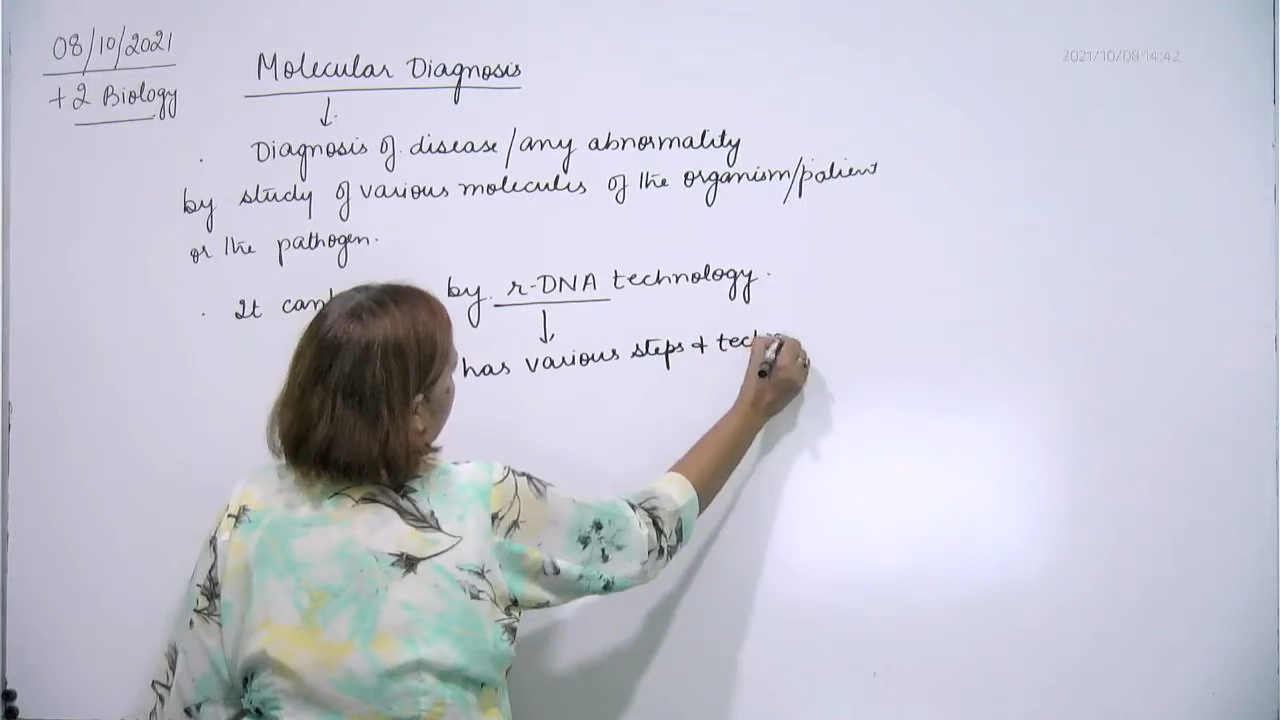 08/10/2021
+2 Biology
2021/10/08 14:42
Molecular Diagnosis
Diagnosis of disease/any abnormality
by study of various molecules of the organism/patient
or the pathogen.
It can by r-DNA technology.
has various steps &